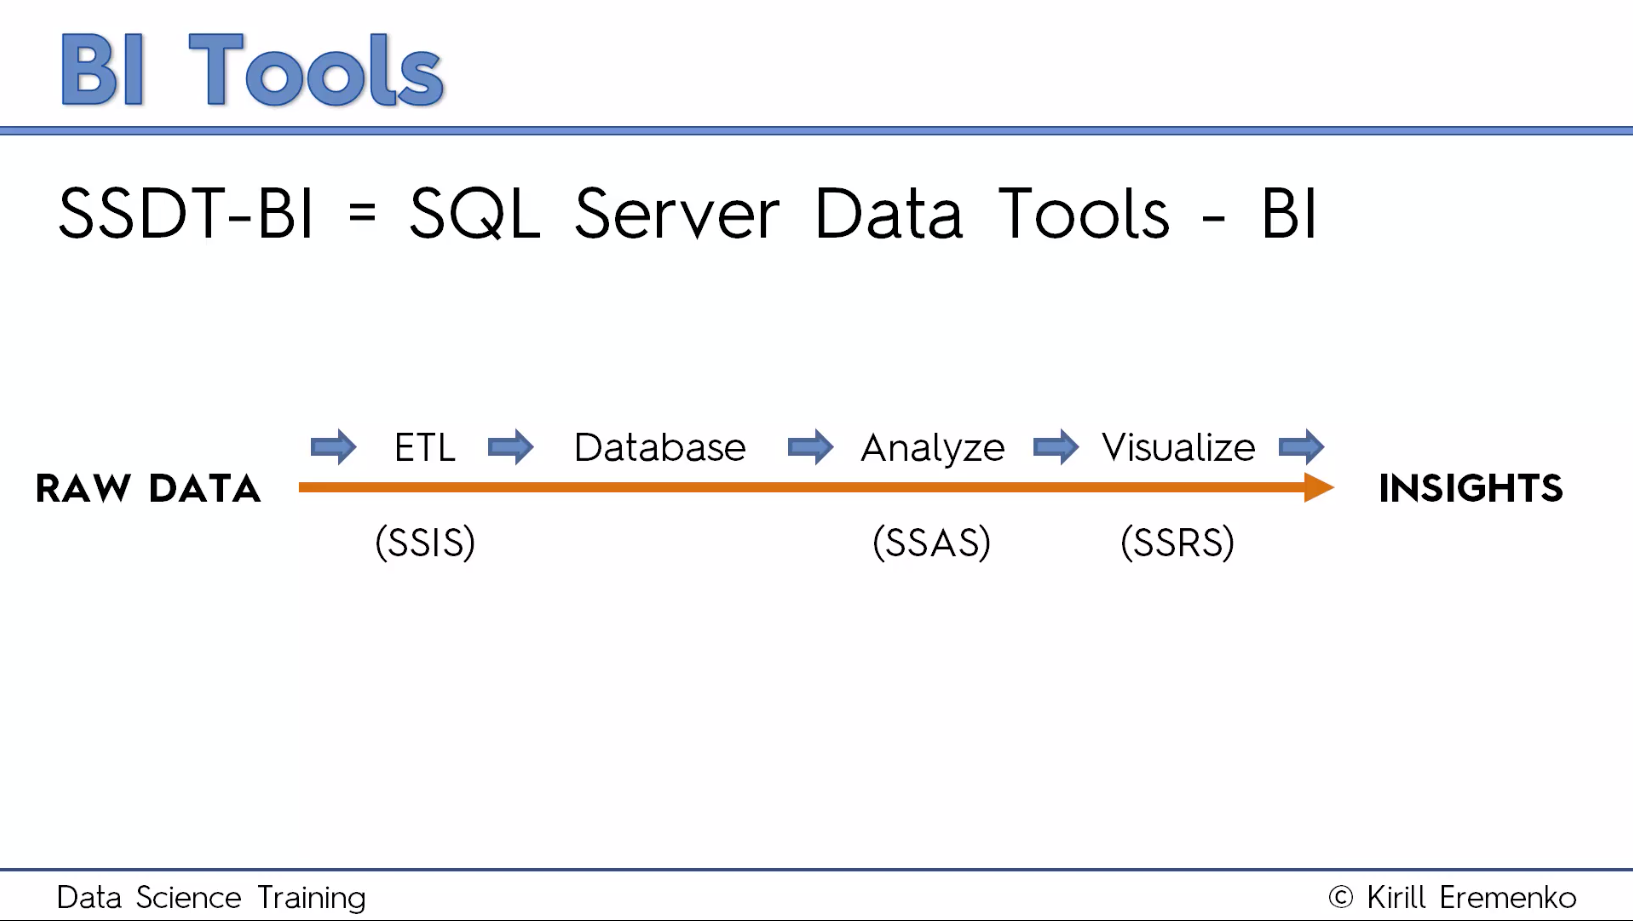 BI Tools
SSDT-BI = SQL Server Data Tools - BI
ETL Database Analyze Visualize
RAW DATA INSIGHTS
(SSIS) (SSAS) (SSRS)
Data Science Training © Kirill Eremenko